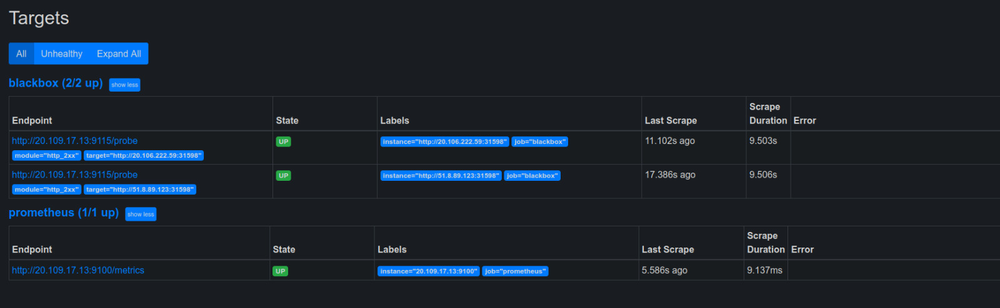 Targets
All Unhealthy Expand All
blackbox (2/2 up) show less
Endpoint State Labels Last Scrape Scrape Duration Error
http://20.109.17.13:9115/probe UP instance="http://20.106.222.59:31598" job="blackbox" 11.102s ago 9.503s
module="http_2xx" target="http://20.106.222.59:31598"
http://20.109.17.13:9115/probe UP instance="http://51.8.89.123:31598" job="blackbox" 17.386s ago 9.506s
module="http_2xx" target="http://51.8.89.123:31598"
prometheus (1/1 up) show less
Endpoint State Labels Last Scrape Scrape Duration Error
http://20.109.17.13:9100/metrics UP instance="20.109.17.13:9100" job="prometheus" 5.586s ago 9.137ms